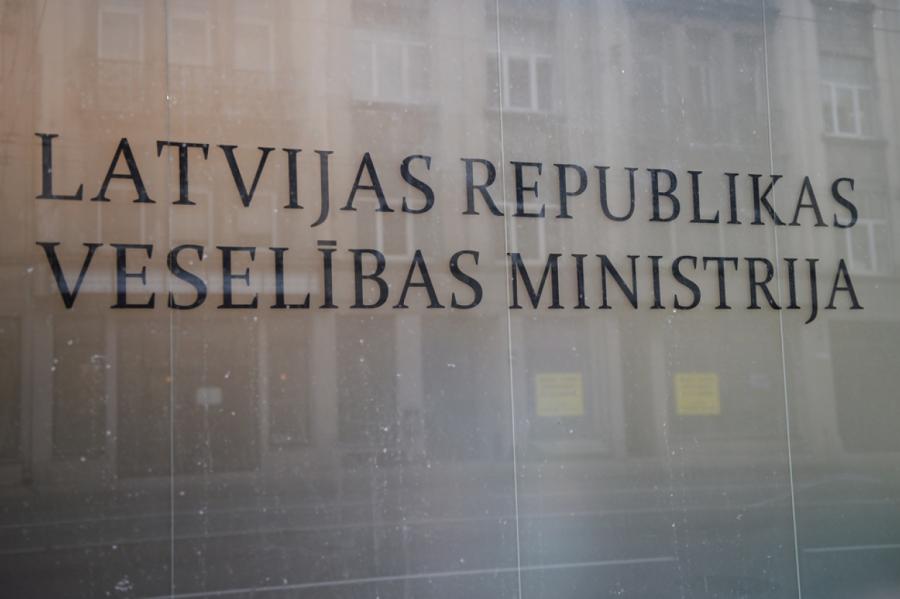 LATVIJAS REPUBLIKAS
VESELĪBAS MINISTRIJA